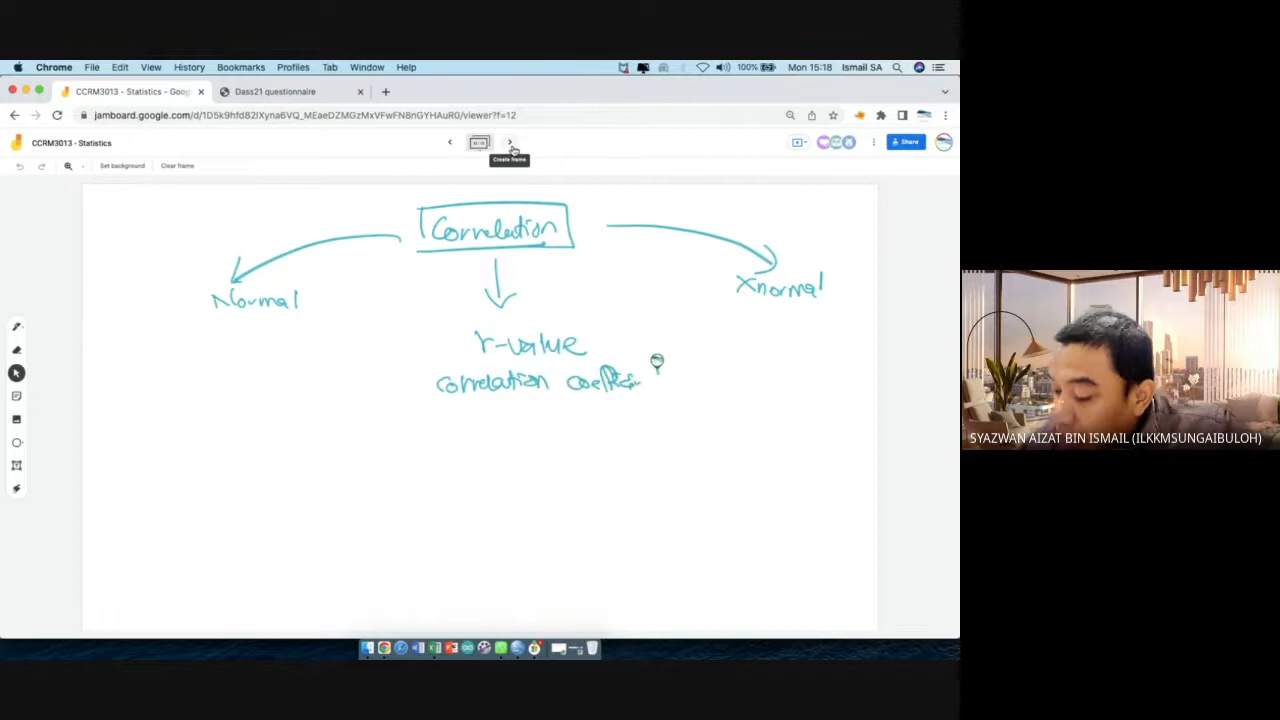 Chrome File Edit View History Bookmarks Profiles Tab Window Help 100% Mon 15:18 Ismail SA
CCRM3013 - Statistics - Goog Dass21 questionnaire
jamboard.google.com/d/1D5k9hfd82IXyna6VQ_MEaeDZMGzMxVFwFN8nGYHAuR0/viewer?f=12
CCRM3013 - Statistics
Share
Create frame
Set background Clear frame
Correlation
Normal
Xnormal
r-value
correlation coeffici
SYAZWAN AIZAT BIN ISMAIL (ILKKMSUNGAIBULOH)